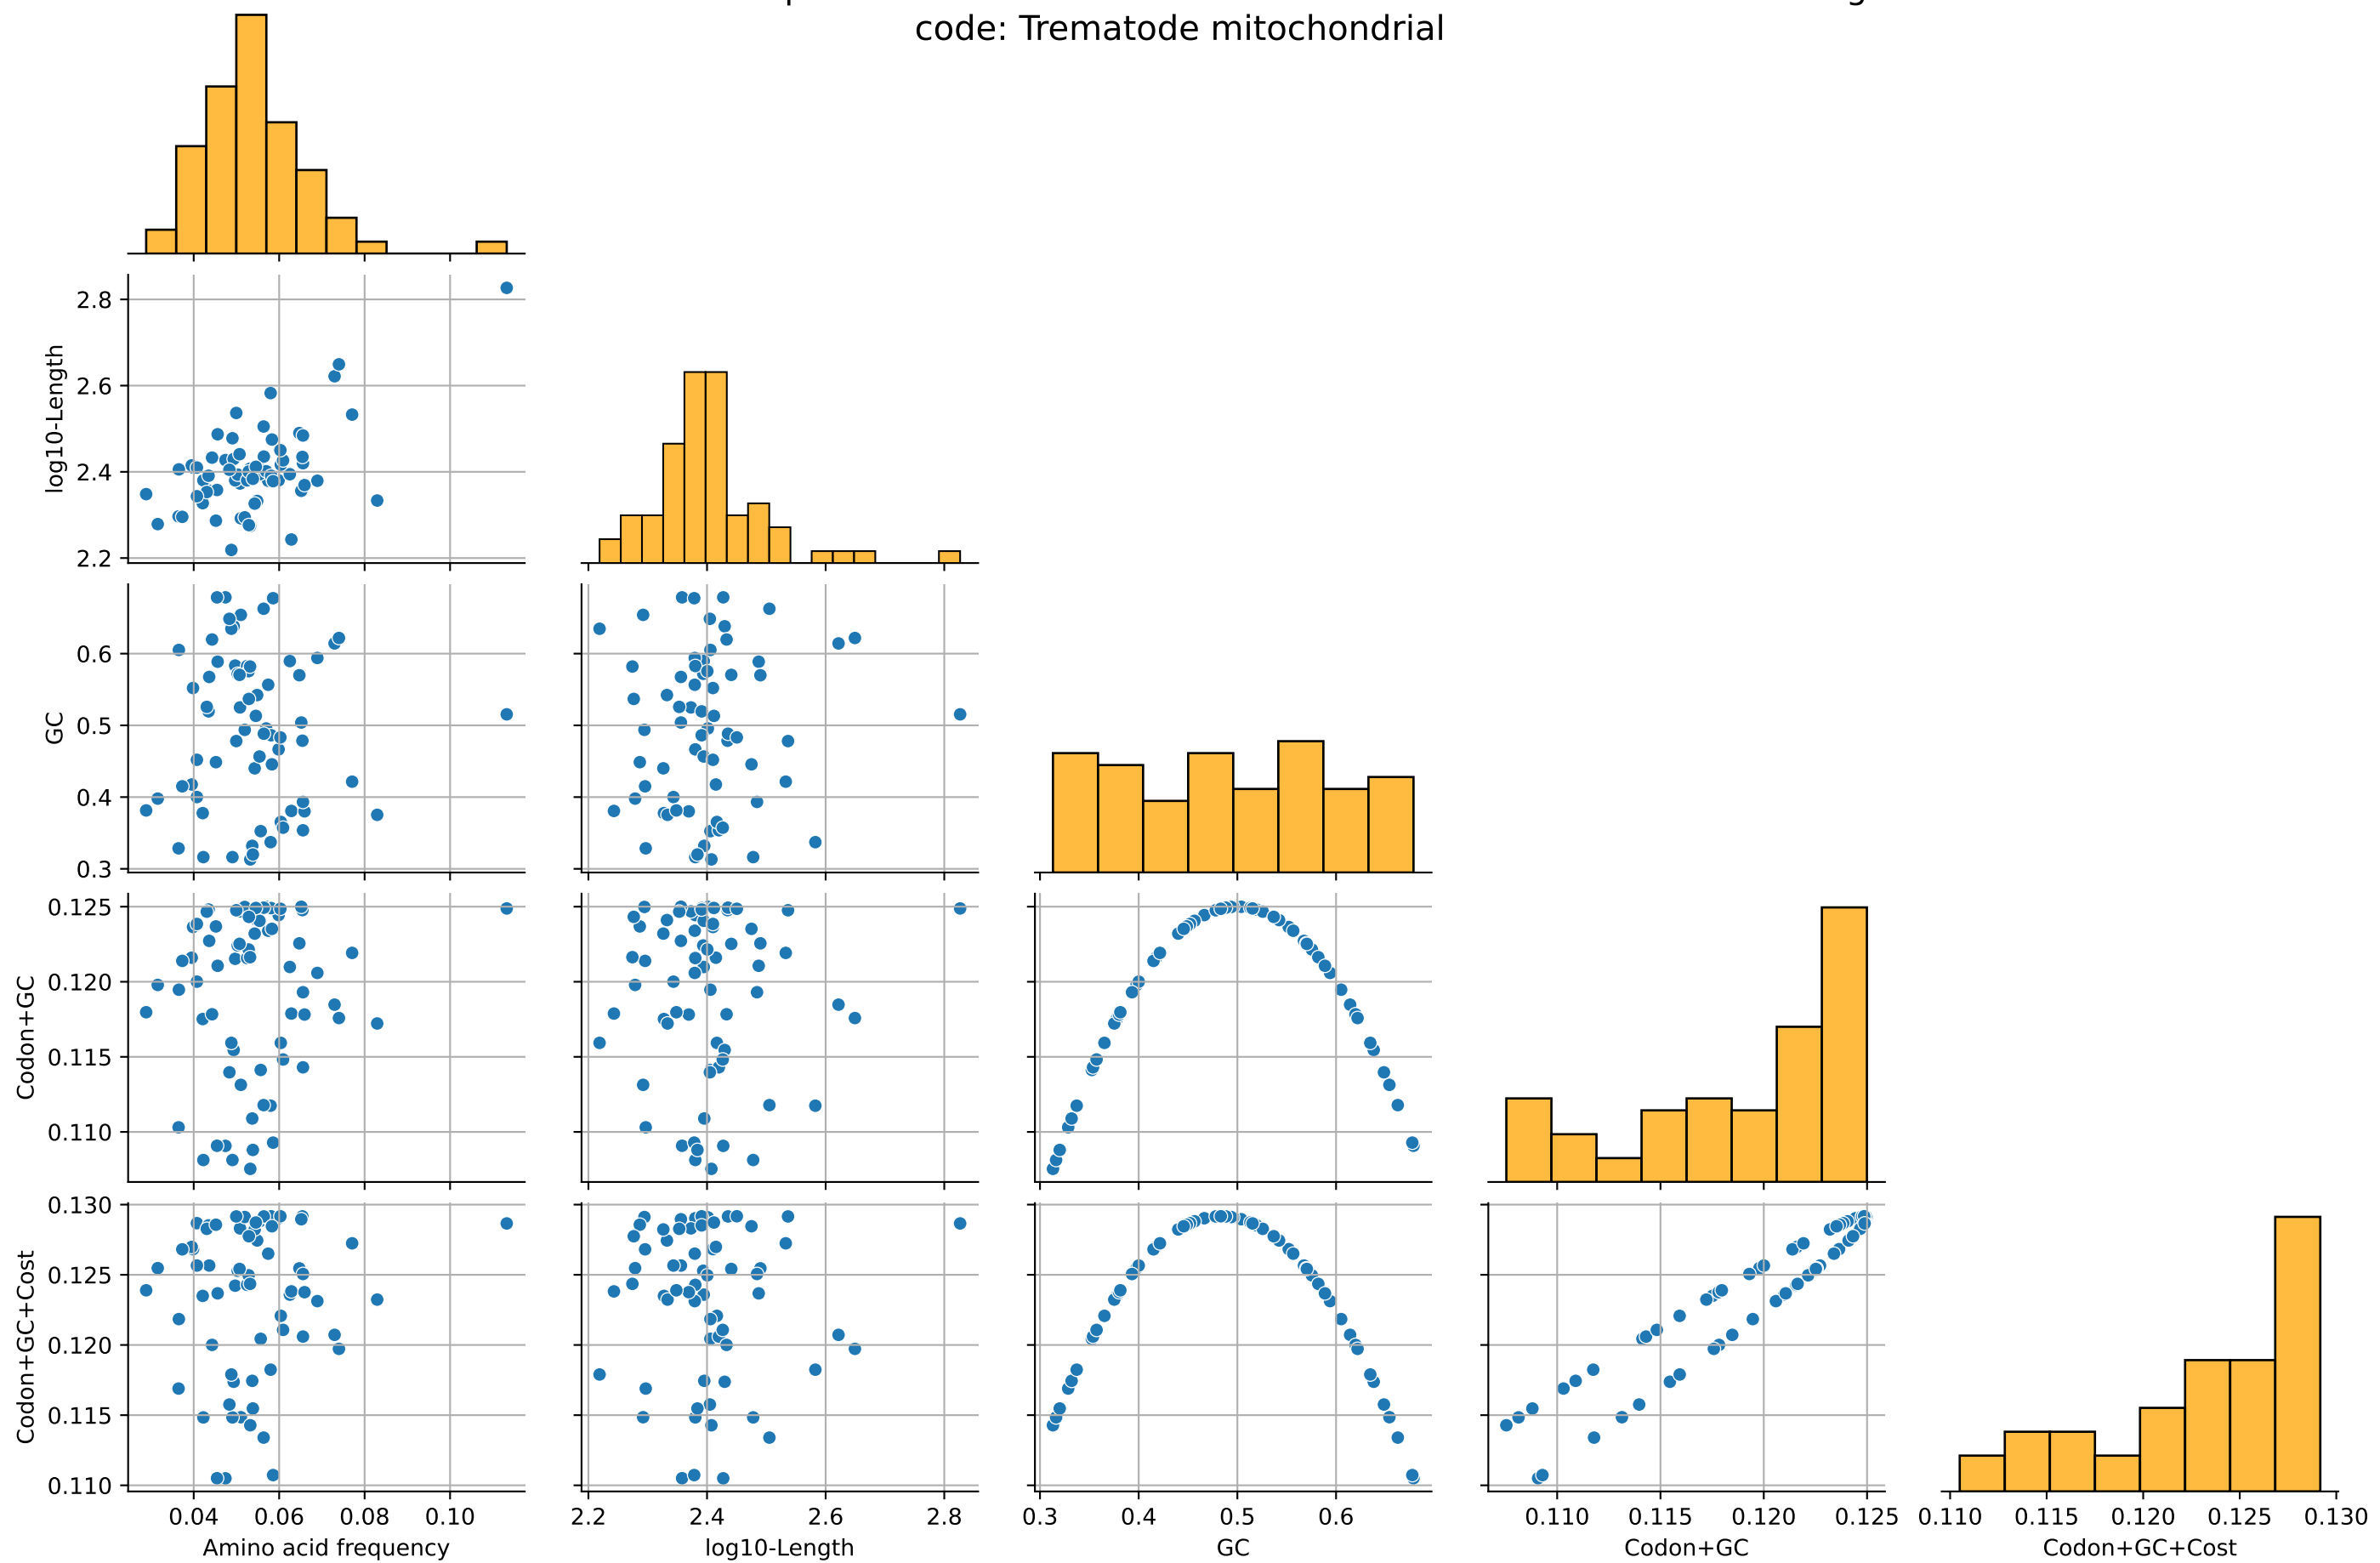 code: Trematode mitochondrial
2.8
2.6
2.4
2.2
log10-Length
0.6
0.5
0.4
0.3
GC
0.125
0.120
0.115
0.110
Codon+GC
0.130
0.125
0.120
0.115
0.110
Codon+GC+Cost
0.04 0.06 0.08 0.10
2.2 2.4 2.6 2.8
0.3 0.4 0.5 0.6
0.110 0.115 0.120 0.125
0.110 0.115 0.120 0.125 0.130
Amino acid frequency
log10-Length
GC
Codon+GC
Codon+GC+Cost